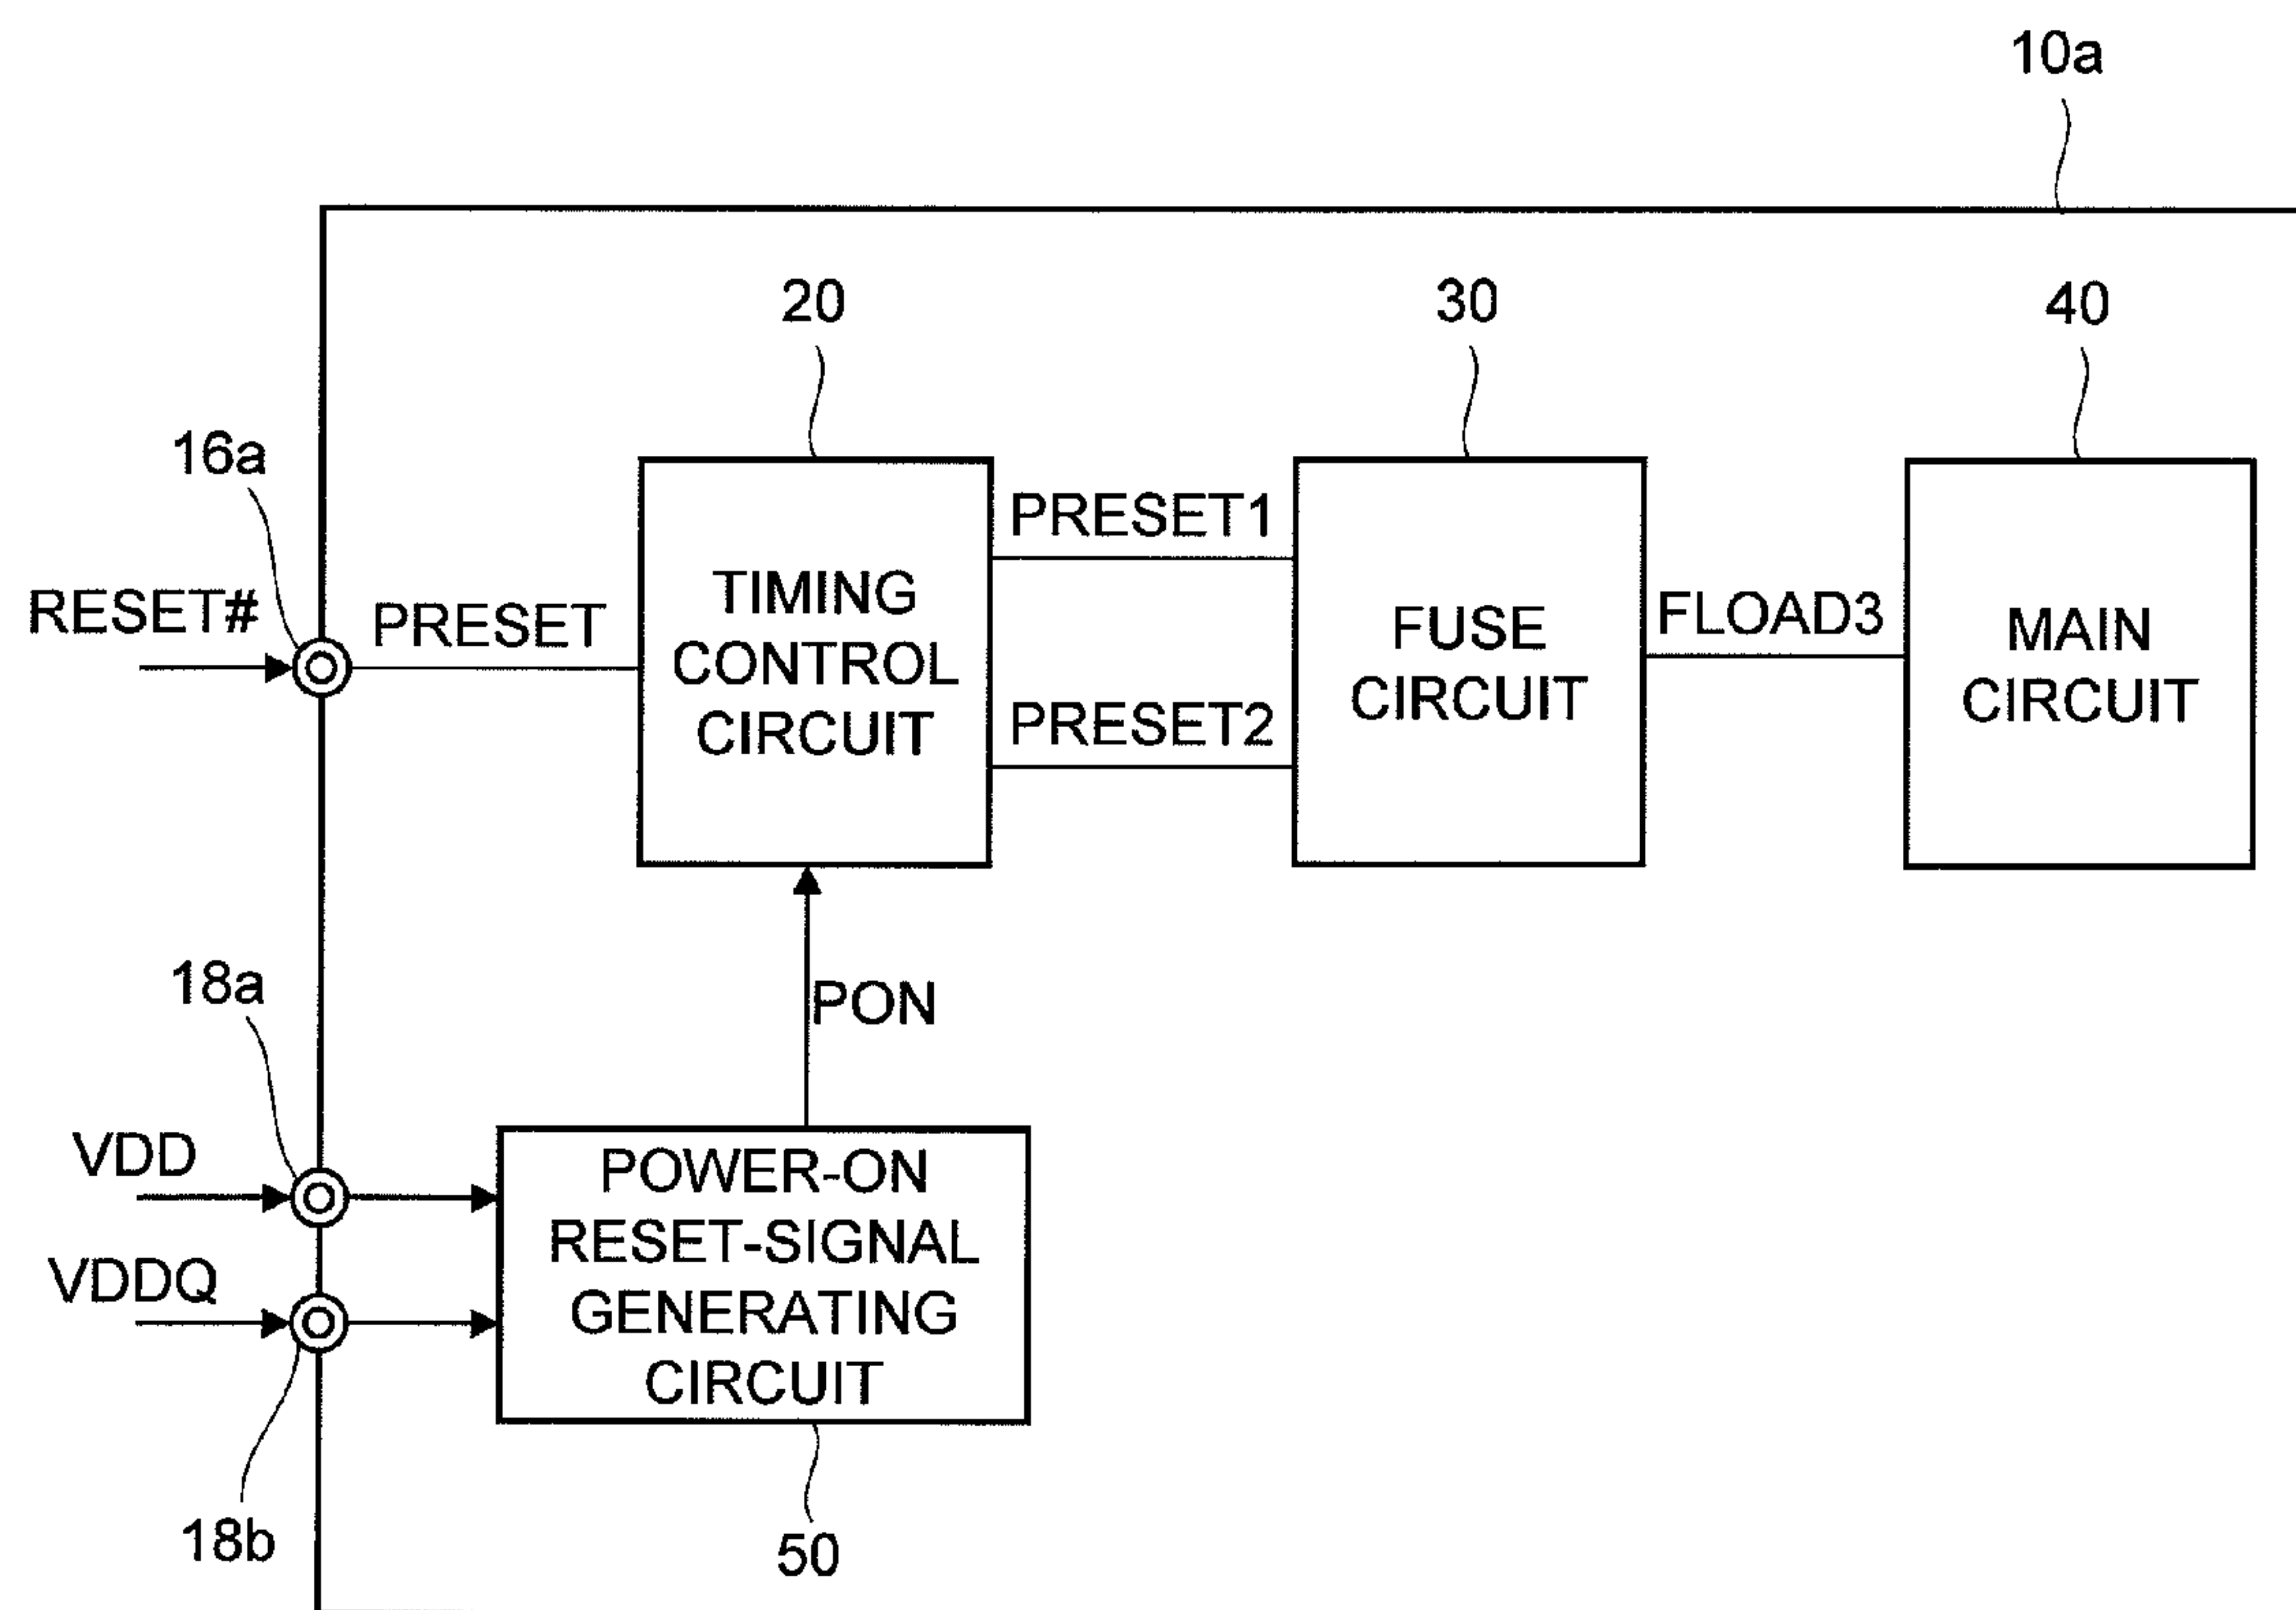 10a
20
30
40
16a
RESET#
PRESET
TIMING
CONTROL
CIRCUIT
PRESET1
PRESET2
FUSE
CIRCUIT
FLOAD3
MAIN
CIRCUIT
PON
18a
VDD
VDDQ
18b
POWER-ON
RESET-SIGNAL
GENERATING
CIRCUIT
50